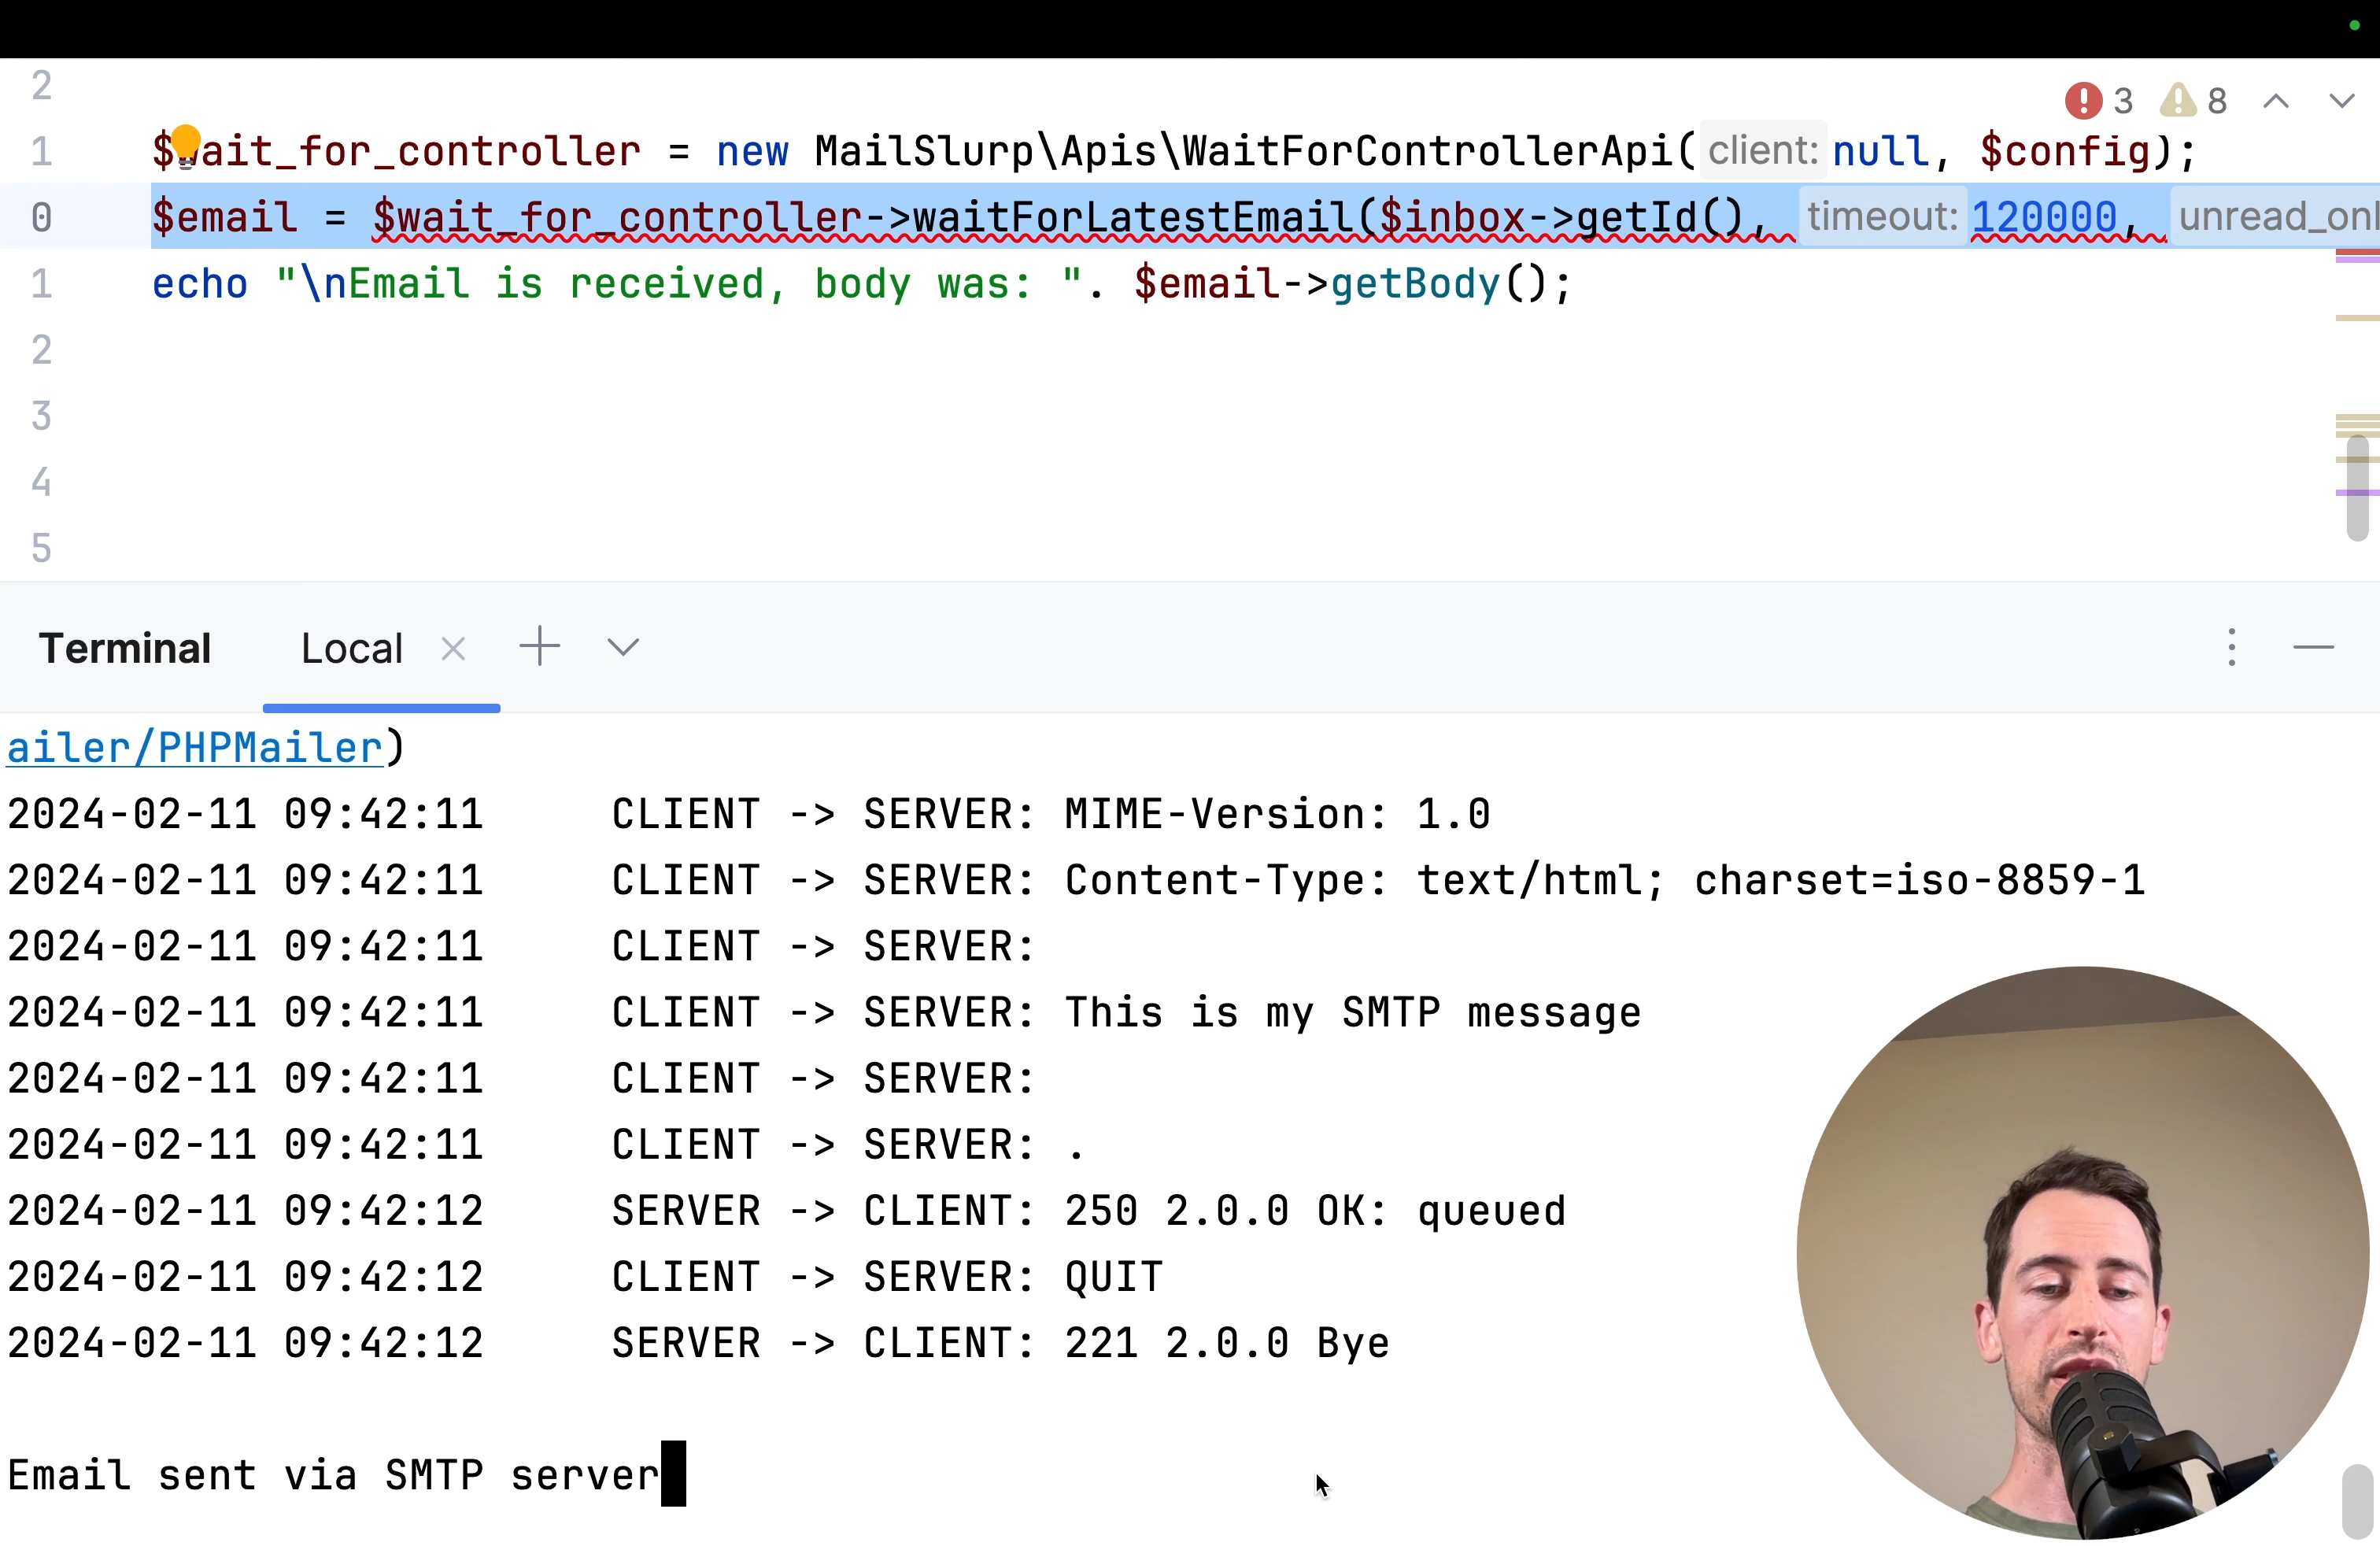 2
3 8
1 $wait_for_controller = new MailSlurp\Apis\WaitForControllerApi( client: null, $config);
0 $email = $wait_for_controller->waitForLatestEmail($inbox->getId(), timeout: 120000, unread_onl
1 echo "\nEmail is received, body was: ". $email->getBody();
2
3
4
5
Terminal Local
ailer/PHPMailer)
2024-02-11 09:42:11 CLIENT -> SERVER: MIME-Version: 1.0
2024-02-11 09:42:11 CLIENT -> SERVER: Content-Type: text/html; charset=iso-8859-1
2024-02-11 09:42:11 CLIENT -> SERVER:
2024-02-11 09:42:11 CLIENT -> SERVER: This is my SMTP message
2024-02-11 09:42:11 CLIENT -> SERVER:
2024-02-11 09:42:11 CLIENT -> SERVER: .
2024-02-11 09:42:12 SERVER -> CLIENT: 250 2.0.0 OK: queued
2024-02-11 09:42:12 CLIENT -> SERVER: QUIT
2024-02-11 09:42:12 SERVER -> CLIENT: 221 2.0.0 Bye
Email sent via SMTP server